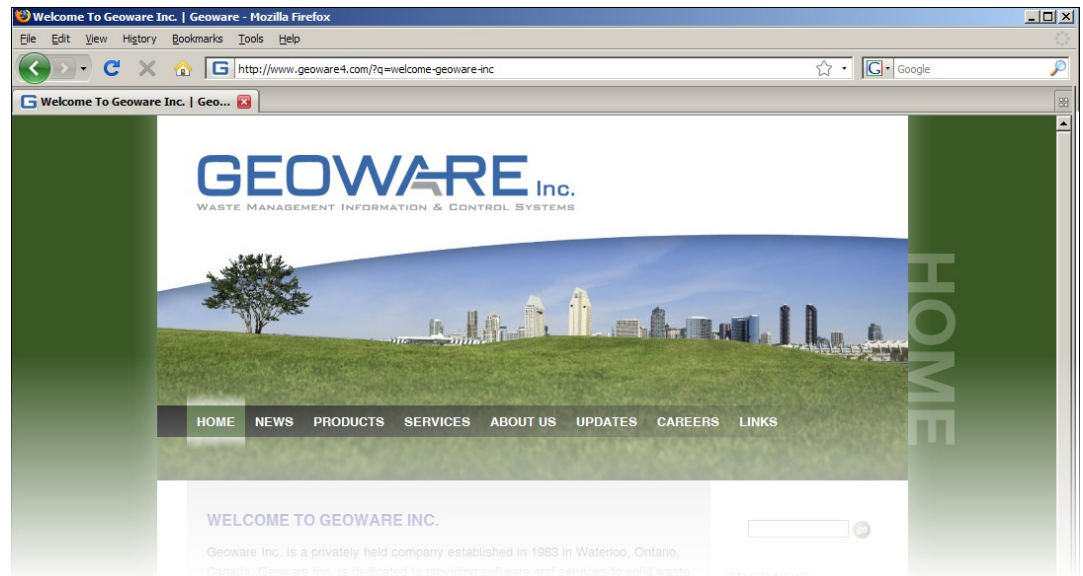 Welcome To Geoware Inc. | Geoware - Mozilla Firefox
File Edit View History Bookmarks Tools Help
http://www.geoware4.com/?q=welcome-geoware-inc
Google
Welcome To Geoware Inc. | Geo...
GEOWARE Inc.
WASTE MANAGEMENT INFORMATION & CONTROL SYSTEMS
HOME
HOME NEWS PRODUCTS SERVICES ABOUT US UPDATES CAREERS LINKS
WELCOME TO GEOWARE INC.
go
Geoware Inc. is a privately held company established in 1983 in Waterloo, Ontario,
Canada. Geoware Inc. is dedicated to providing software and services to solid waste